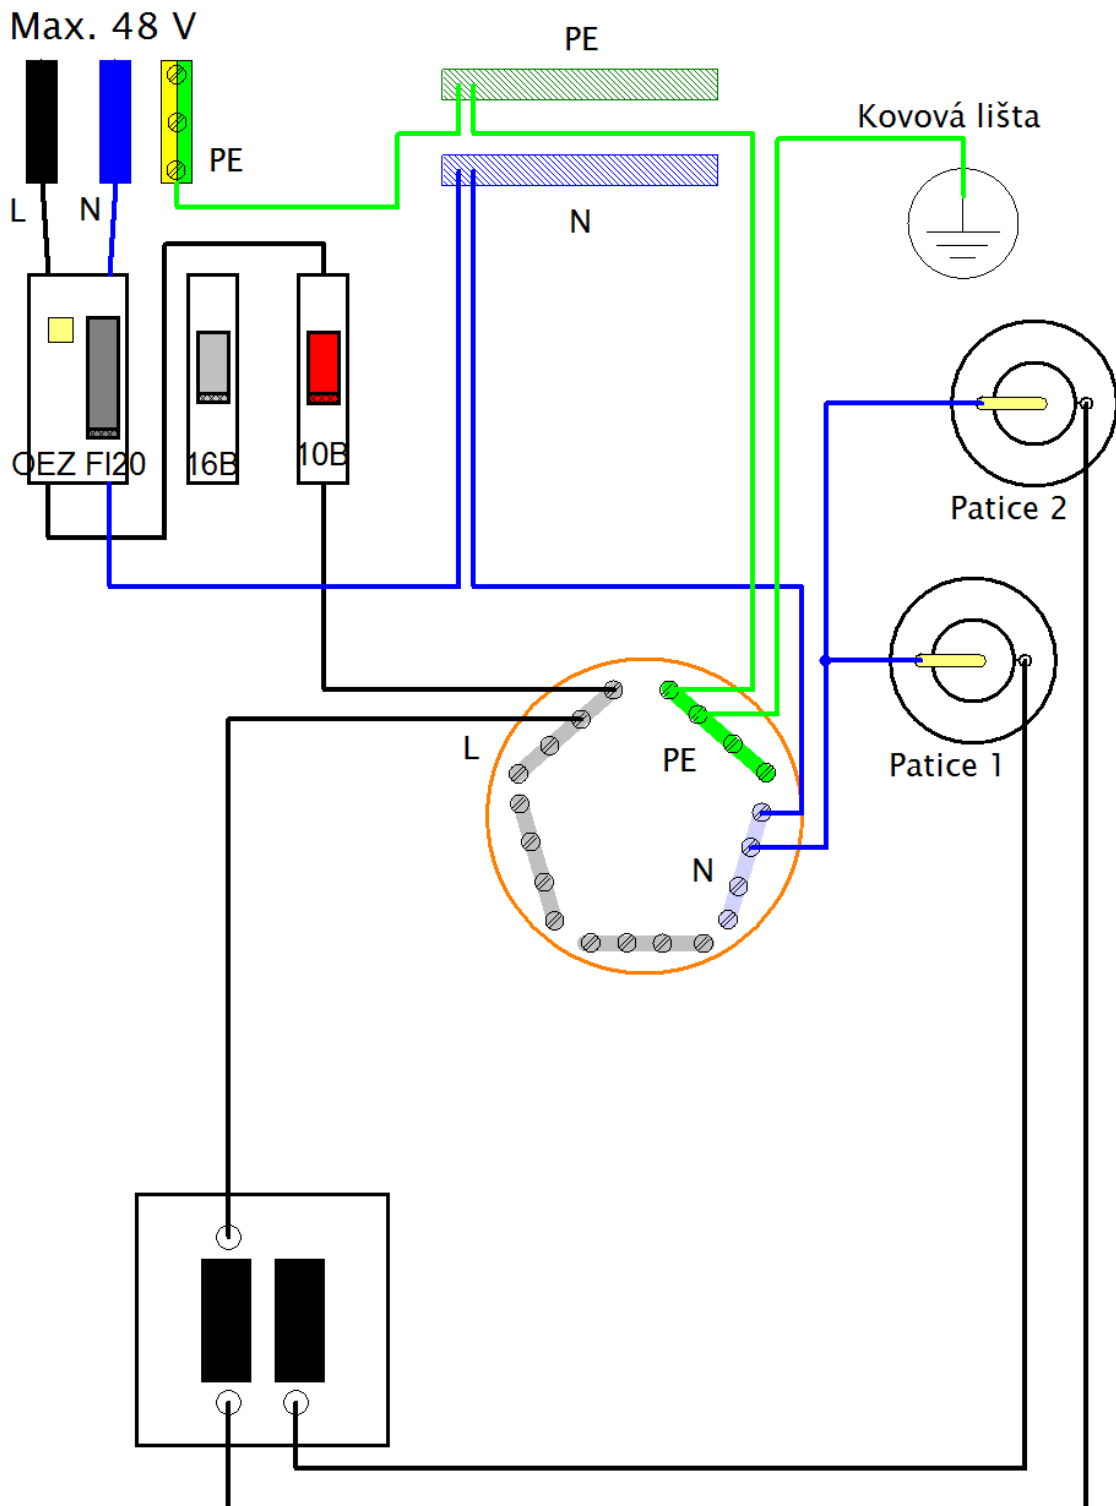 Max. 48 V
PE
Kovová lišta
PE
L
N
N
OEZ FI20
16B
10B
Patice 2
L
PE
Patice 1
N